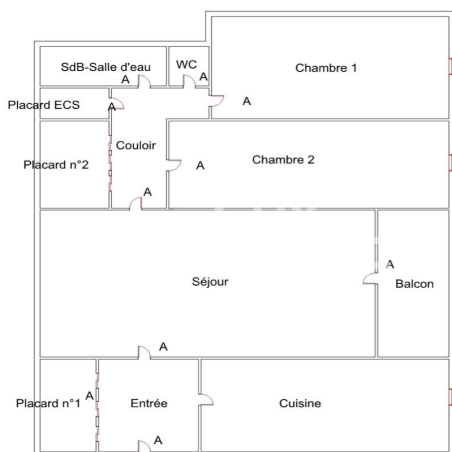 SdB-Salle d'eau
WC
Chambre 1
A
A
Placard ECS
A
A
Couloir
Placard n°2
Chambre 2
A
A
A
Séjour
Balcon
A
A
Placard n°1
Entrée
Cuisine
A